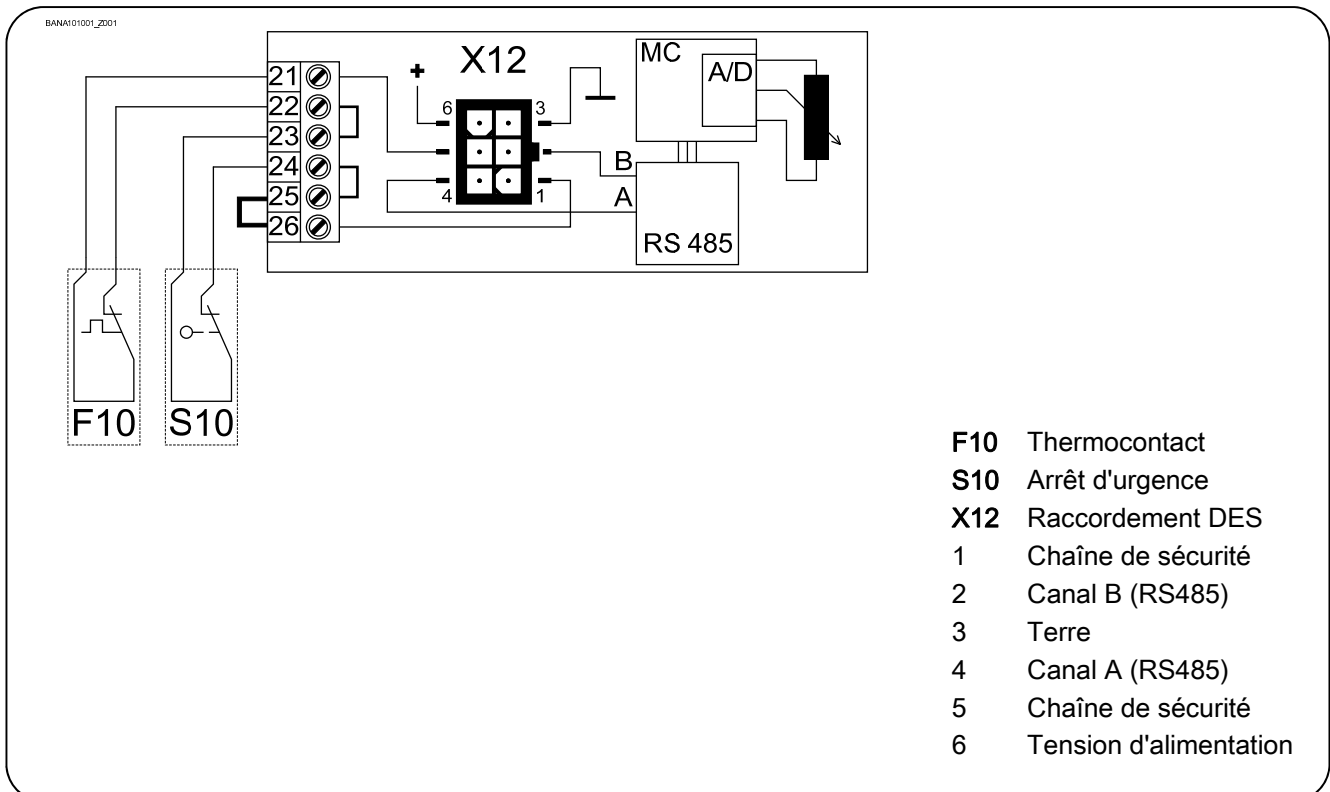 BANA101001_Z001
X12
MC
A/D
21
22
23
24
25
26
+
6
3
4
1
B
A
RS 485
F10
S10
F10 Thermocontact
S10 Arrêt d'urgence
X12 Raccordement DES
1 Chaîne de sécurité
2 Canal B (RS485)
3 Terre
4 Canal A (RS485)
5 Chaîne de sécurité
6 Tension d'alimentation